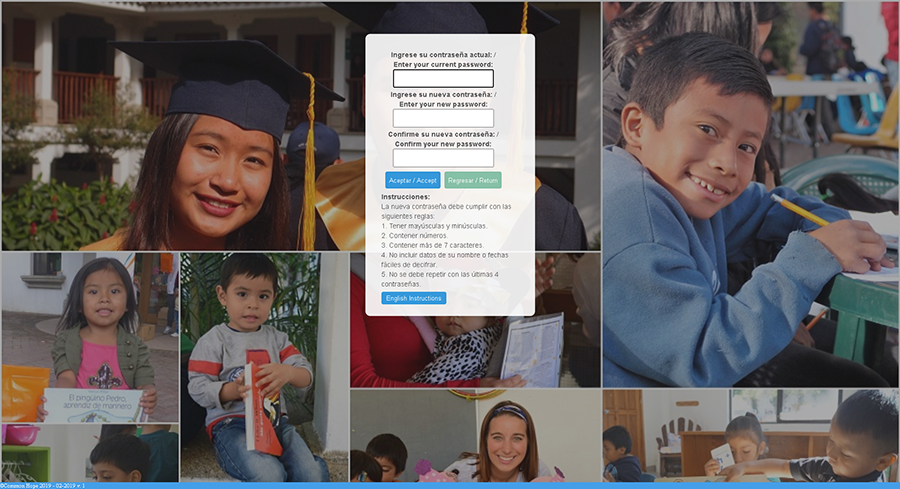 Ingrese su contraseña actual: /
Enter your current password:
Ingrese su nueva contraseña: /
Enter your new password:
Confirme su nueva contraseña: /
Confirm your new password:
Aceptar / Accept
Regresar / Return
Instrucciones:
La nueva contraseña debe cumplir con las
siguientes reglas:
1. Tener mayúsculas y minúsculas.
2. Contener números.
3. Contener más de 7 caracteres.
4. No incluir datos de su nombre o fechas
fáciles de decifrar.
5. No se debe repetir con las útimas 4
contraseñas.
English Instructions
El pingüino Pedro,
aprendiz de marinero
©Common Hope 2019 - 02-2019 v.1